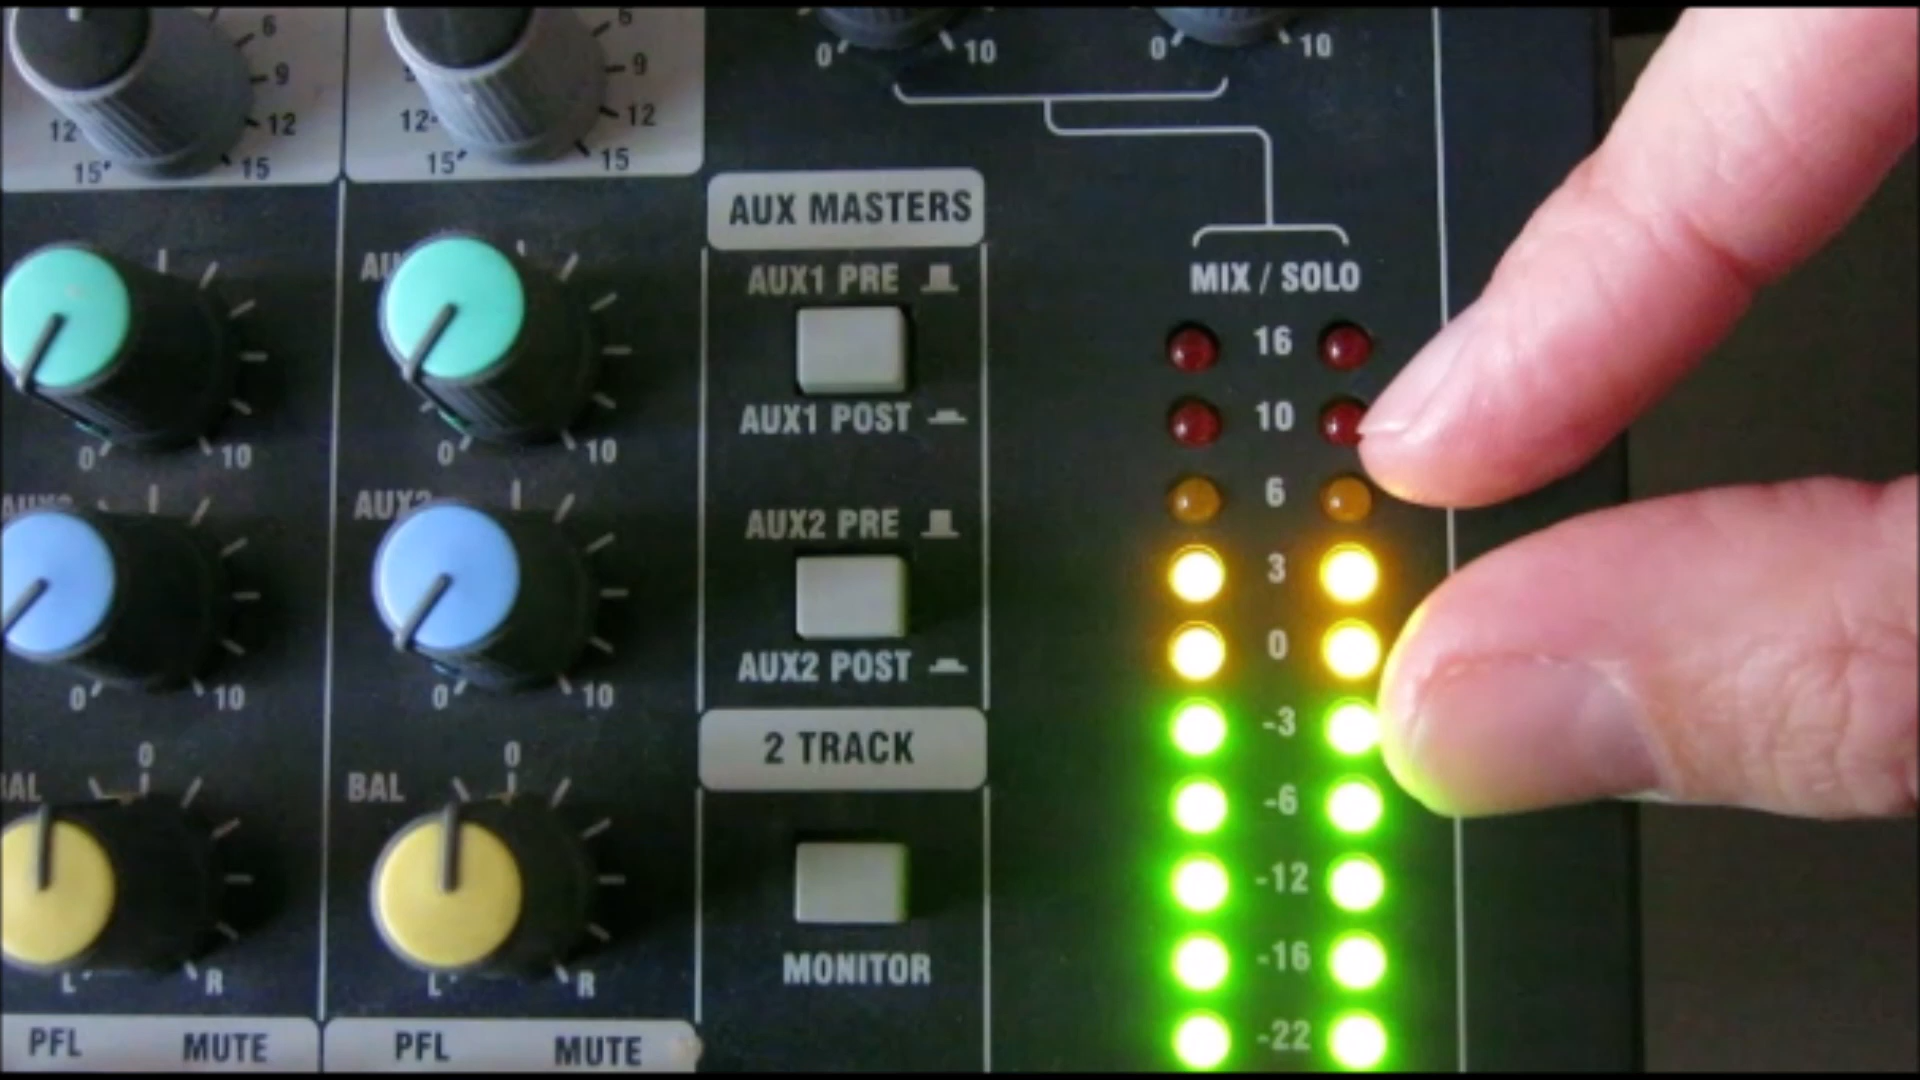 6
9
12 12
15 15
6
9
12 12
15 15
0 10
0 10
AUX MASTERS
AUX1 PRE
AUX1 POST
AUX2 PRE
AUX2 POST
2 TRACK
MONITOR
MIX / SOLO
16
10
6
3
0
-3
-6
-12
-16
-22
0 10
0 10
AUX2
0 10
0 10
0
BAL
L R
0
BAL
L R
PFL MUTE
PFL MUTE